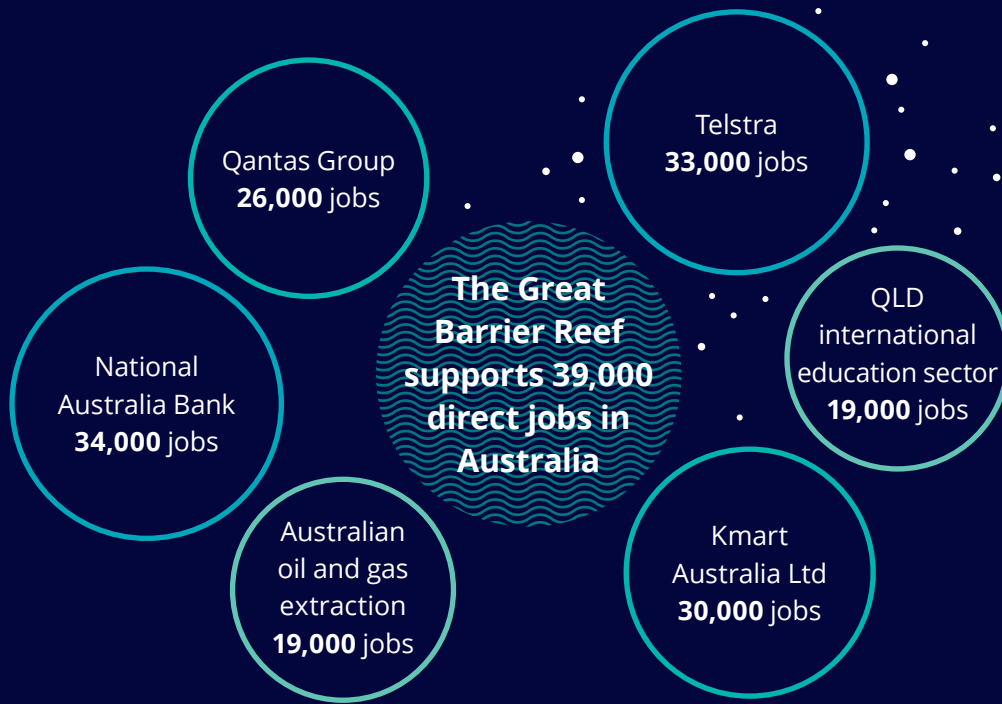 Telstra
33,000 jobs
Qantas Group
26,000 jobs
The Great
Barrier Reef
supports 39,000
direct jobs in
Australia
QLD
international
education sector
19,000 jobs
National
Australia Bank
34,000 jobs
Australian
oil and gas
extraction
19,000 jobs
Kmart
Australia Ltd
30,000 jobs